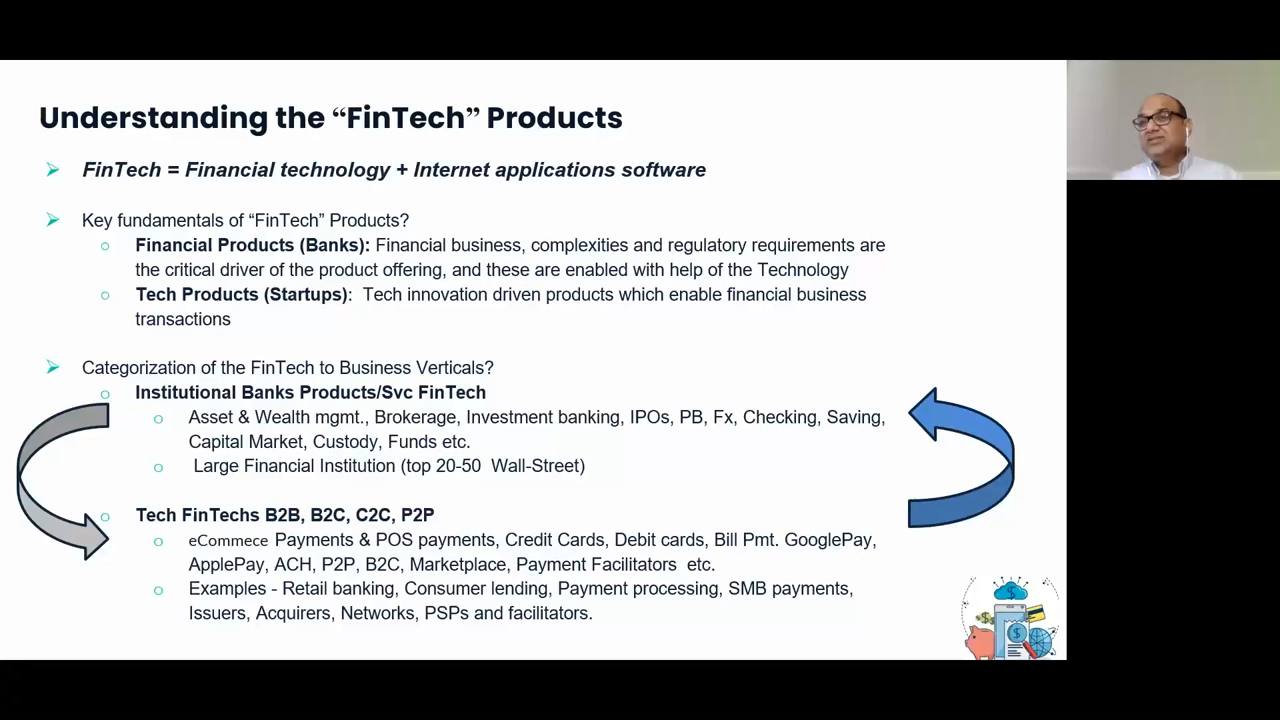 Understanding the “FinTech” Products
FinTech = Financial technology + Internet applications software
Key fundamentals of “FinTech” Products?
Financial Products (Banks): Financial business, complexities and regulatory requirements are
the critical driver of the product offering, and these are enabled with help of the Technology
Tech Products (Startups): Tech innovation driven products which enable financial business
transactions
Categorization of the FinTech to Business Verticals?
Institutional Banks Products/Svc FinTech
Asset & Wealth mgmt., Brokerage, Investment banking, IPOs, PB, Fx, Checking, Saving,
Capital Market, Custody, Funds etc.
Large Financial Institution (top 20-50 Wall-Street)
Tech FinTechs B2B, B2C, C2C, P2P
eCommece Payments & POS payments, Credit Cards, Debit cards, Bill Pmt. GooglePay,
ApplePay, ACH, P2P, B2C, Marketplace, Payment Facilitators etc.
Examples - Retail banking, Consumer lending, Payment processing, SMB payments,
Issuers, Acquirers, Networks, PSPs and facilitators.